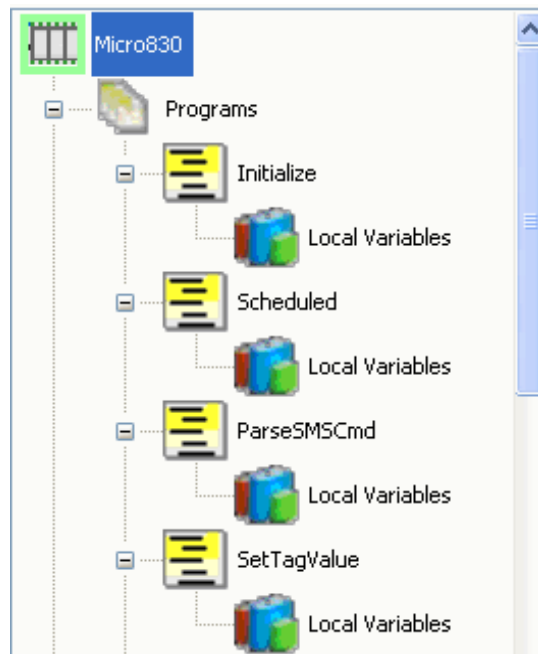 Micro830
Programs
Initialize
Local Variables
Scheduled
Local Variables
ParseSMSCmd
Local Variables
SetTagValue
Local Variables